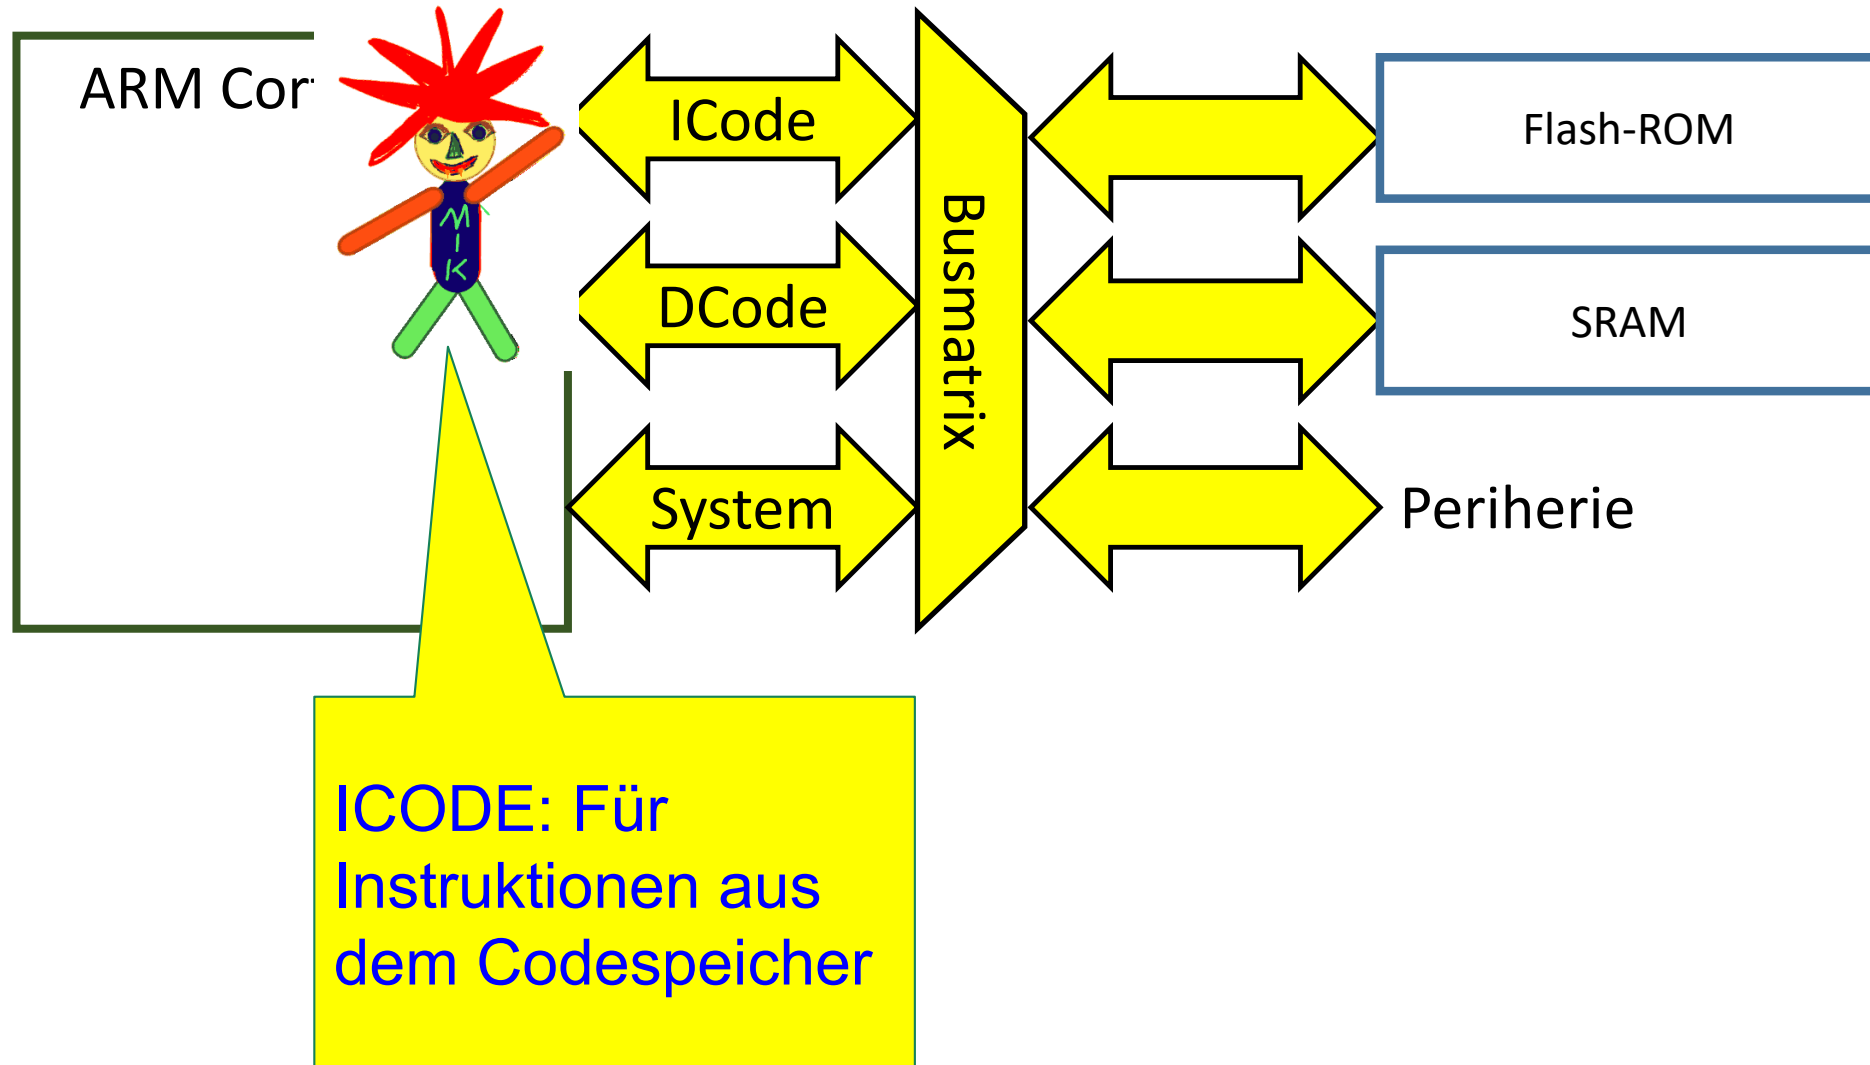 ARM Cor
ICode
Flash-ROM
MIK
DCode
Busmatrix
SRAM
System
Periherie
ICODE: Für
Instruktionen aus
dem Codespeicher